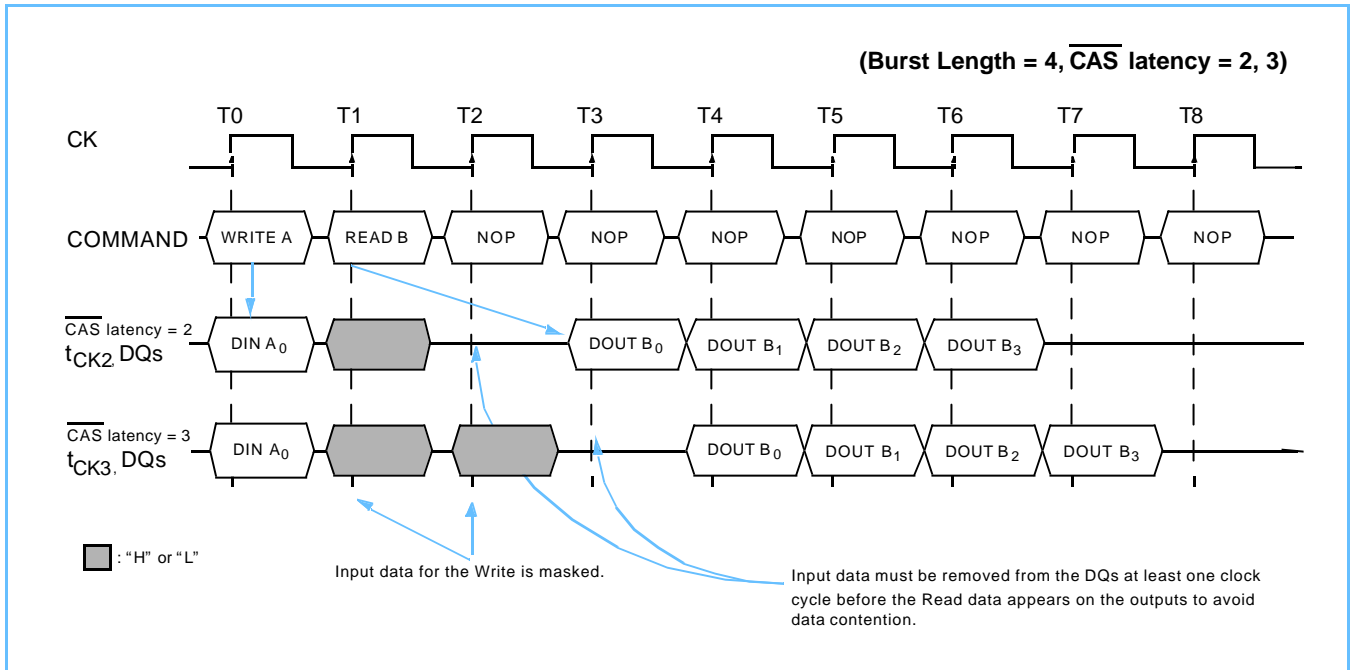 (Burst Length = 4, CAS latency = 2, 3)
T0 T1 T2 T3 T4 T5 T6 T7 T8
CK
COMMAND WRITE A READ B NOP NOP NOP NOP NOP NOP NOP
CAS latency = 2
tCK2, DQs DIN A0 DOUT B0 DOUT B1 DOUT B2 DOUT B3
CAS latency = 3
tCK3, DQs DIN A0 DOUT B0 DOUT B1 DOUT B2 DOUT B3
: "H" or "L"
Input data for the Write is masked.
Input data must be removed from the DQs at least one clock
cycle before the Read data appears on the outputs to avoid
data contention.